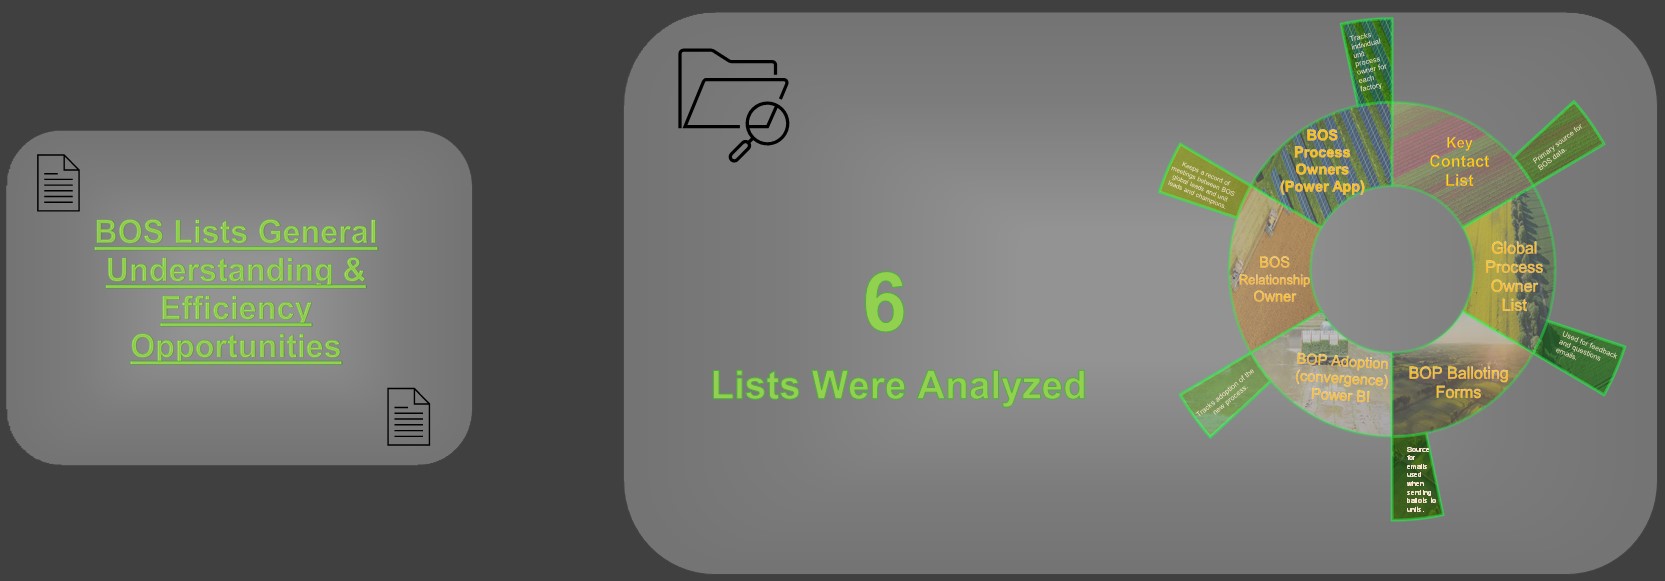 BOS Lists General
Understanding &
Efficiency
Opportunities
6
Lists Were Analyzed
Tracks
individual
unit
process
owner for
each
factory.
BOS
Process
Owners
(Power App)
Key
Contact
List
Primary source for
BOS data.
Global
Process
Owner
List
Used for feedback
and questions
emails.
BOP Balloting
Forms
Source
for
emails
used
when
sending
ballots to
units.
BOP Adoption
(convergence)
Power BI
Tracks adoption of the
new process.
BOS
Relationship
Owner
Keeps a record of
meetings between BOS
global leads and unit
leads and champions.